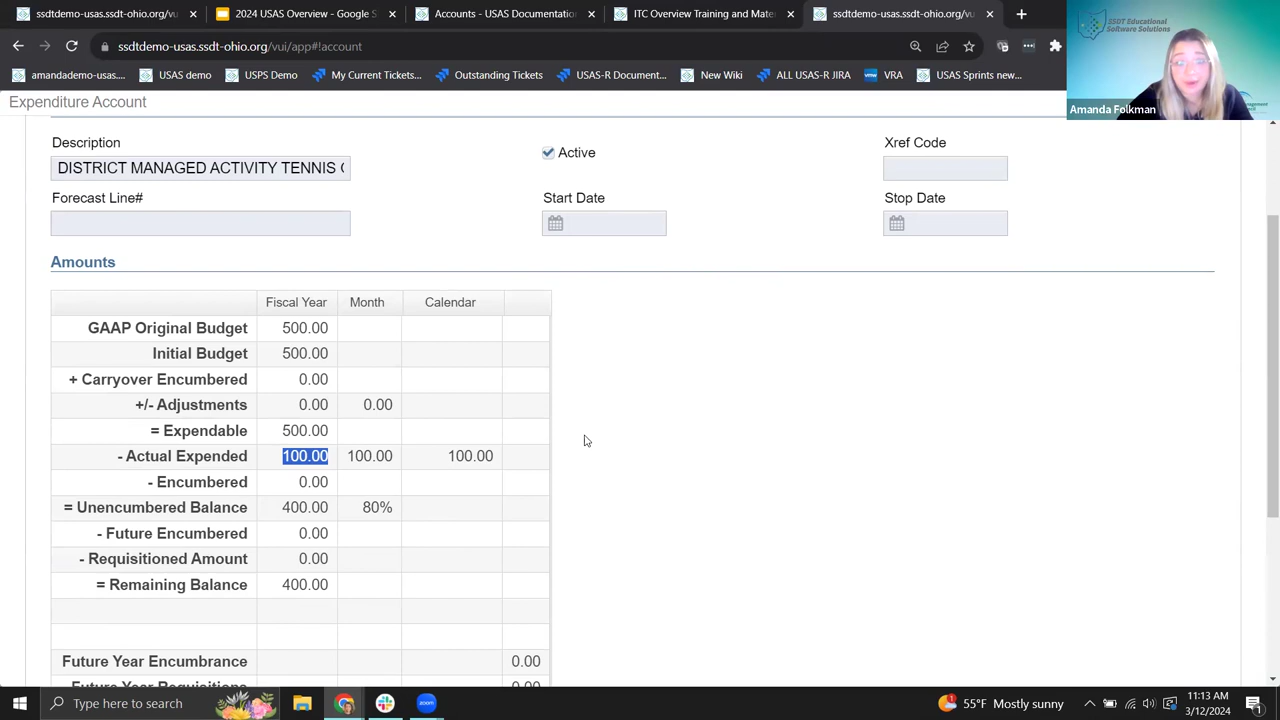 ssdtdemo-usas.ssdt-ohio.org/vu
2024 USAS Overview - Google S
Accounts - USAS Documentation
ITC Overview Training and Mate
ssdtdemo-usas.ssdt-ohio.org/vu
ssdtdemo-usas.ssdt-ohio.org/vui/app#!account
amandademo-usas...
USAS demo
USPS Demo
My Current Tickets...
Outstanding Tickets
USAS-R Document...
New Wiki
ALL USAS-R JIRA
VRA
USAS Sprints new...
SSDT Educational
Software Solutions
Amanda Folkman
Expenditure Account
Description
Active
Xref Code
DISTRICT MANAGED ACTIVITY TENNIS
Forecast Line#
Start Date
Stop Date
Amounts
Fiscal Year Month Calendar
GAAP Original Budget 500.00
Initial Budget 500.00
+ Carryover Encumbered 0.00
+/- Adjustments 0.00 0.00
= Expendable 500.00
- Actual Expended 100.00 100.00 100.00
- Encumbered 0.00
= Unencumbered Balance 400.00 80%
- Future Encumbered 0.00
- Requisitioned Amount 0.00
= Remaining Balance 400.00
Future Year Encumbrance 0.00
Future Year Requisitions 0.00
Type here to search
zoom
55°F Mostly sunny
11:13 AM
3/12/2024
1